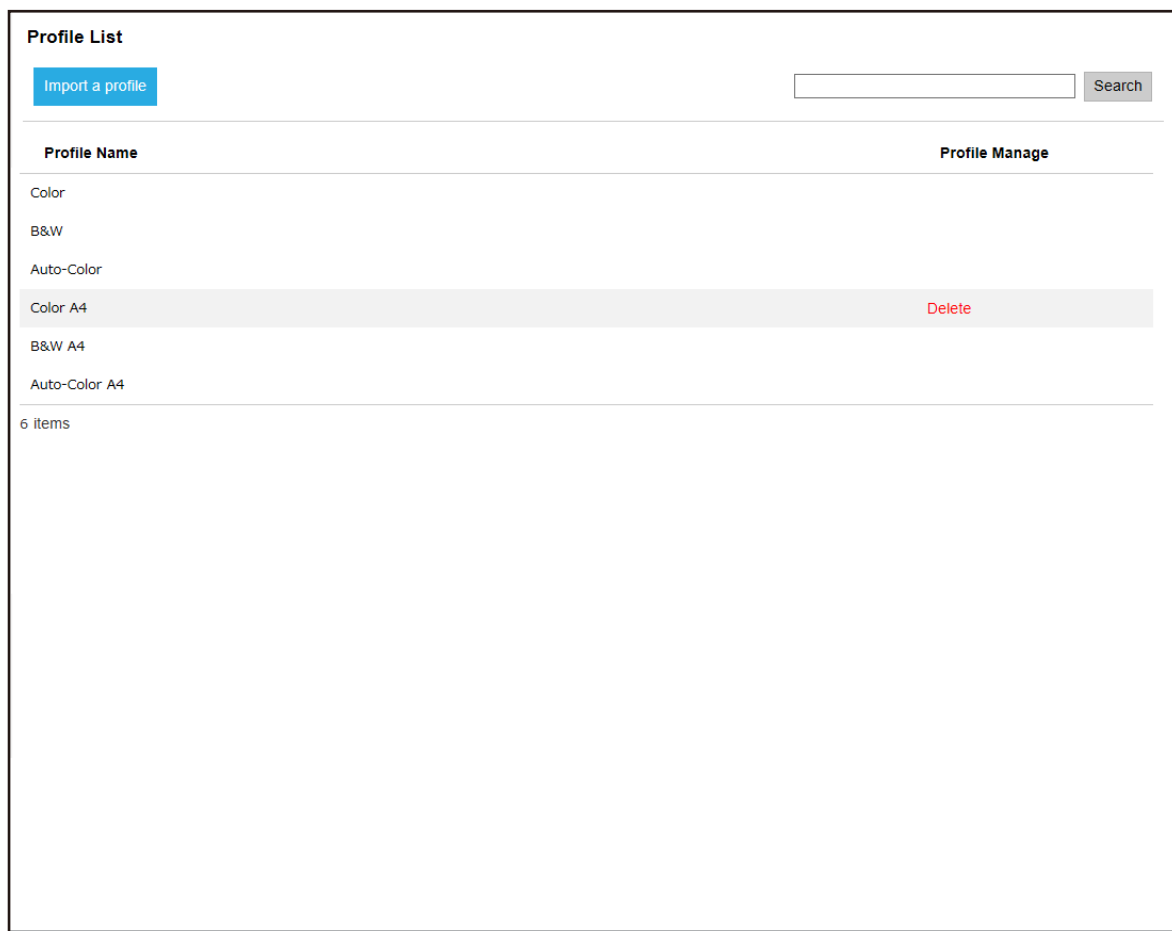 Profile List
Import a profile Search
Profile Name Profile Manage
Color
B&W
Auto-Color
Color A4 Delete
B&W A4
Auto-Color A4
6 items